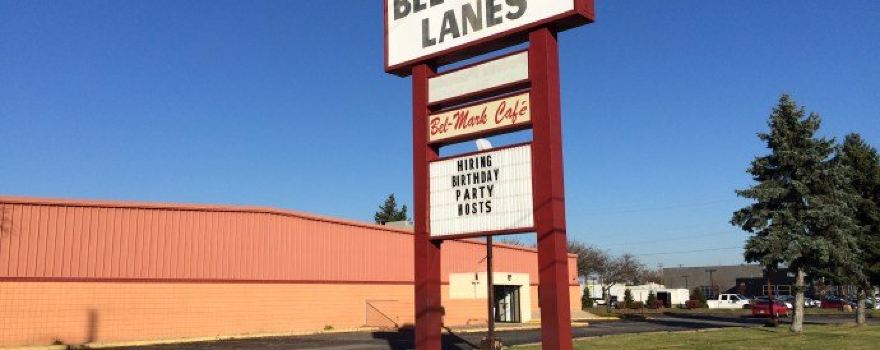 LANES
Bel-Mark Café
HIRING
BIRTHDAY
PARTY
HOSTS